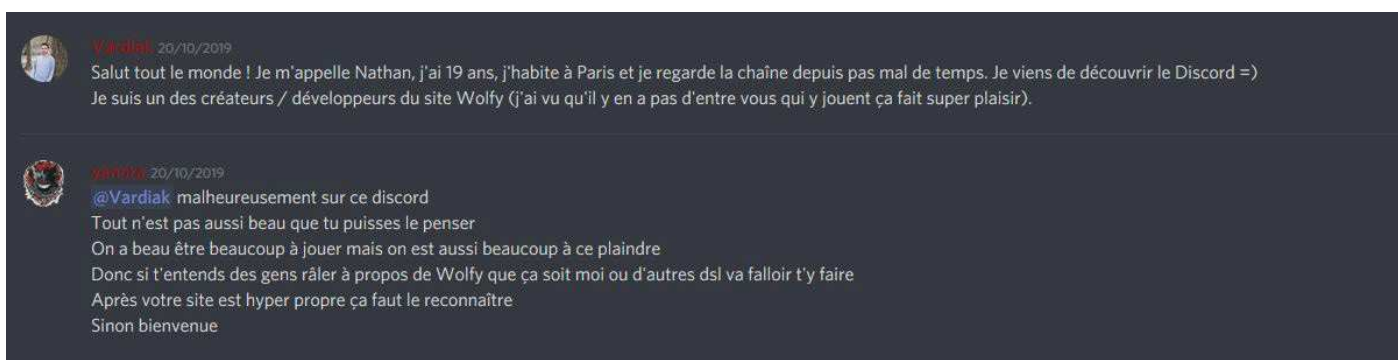 Vardiak 20/10/2019
Salut tout le monde ! Je m'appelle Nathan, j'ai 19 ans, j'habite à Paris et je regarde la chaîne depuis pas mal de temps. Je viens de découvrir le Discord =)
Je suis un des créateurs / développeurs du site Wolfy (j'ai vu qu'il y en a pas d'entre vous qui y jouent ça fait super plaisir).
20/10/2019
@Vardiak malheureusement sur ce discord
Tout n'est pas aussi beau que tu puisses le penser
On a beau être beaucoup à jouer mais on est aussi beaucoup à ce plaindre
Donc si t'entends des gens râler à propos de Wolfy que ça soit moi ou d'autres dsl va falloir t'y faire
Après votre site est hyper propre ça faut le reconnaître
Sinon bienvenue